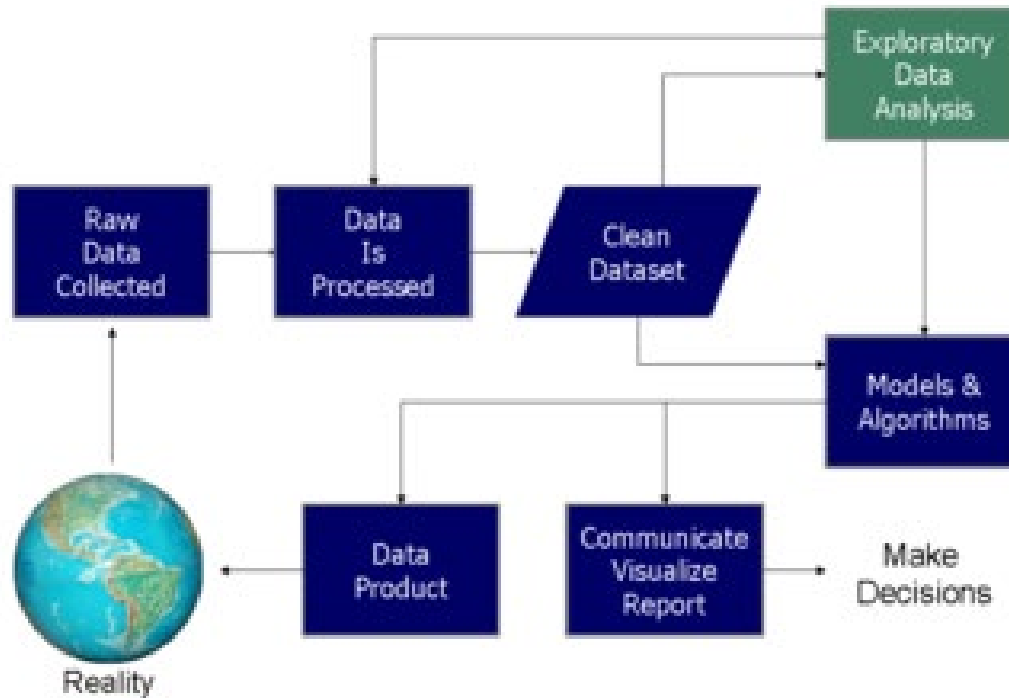 Exploratory
Data
Analysis
Raw
Data
Collected
Data
Is
Processed
Clean
Dataset
Models &
Algorithms
Data
Product
Communicate
Visualize
Report
Make
Decisions
Reality